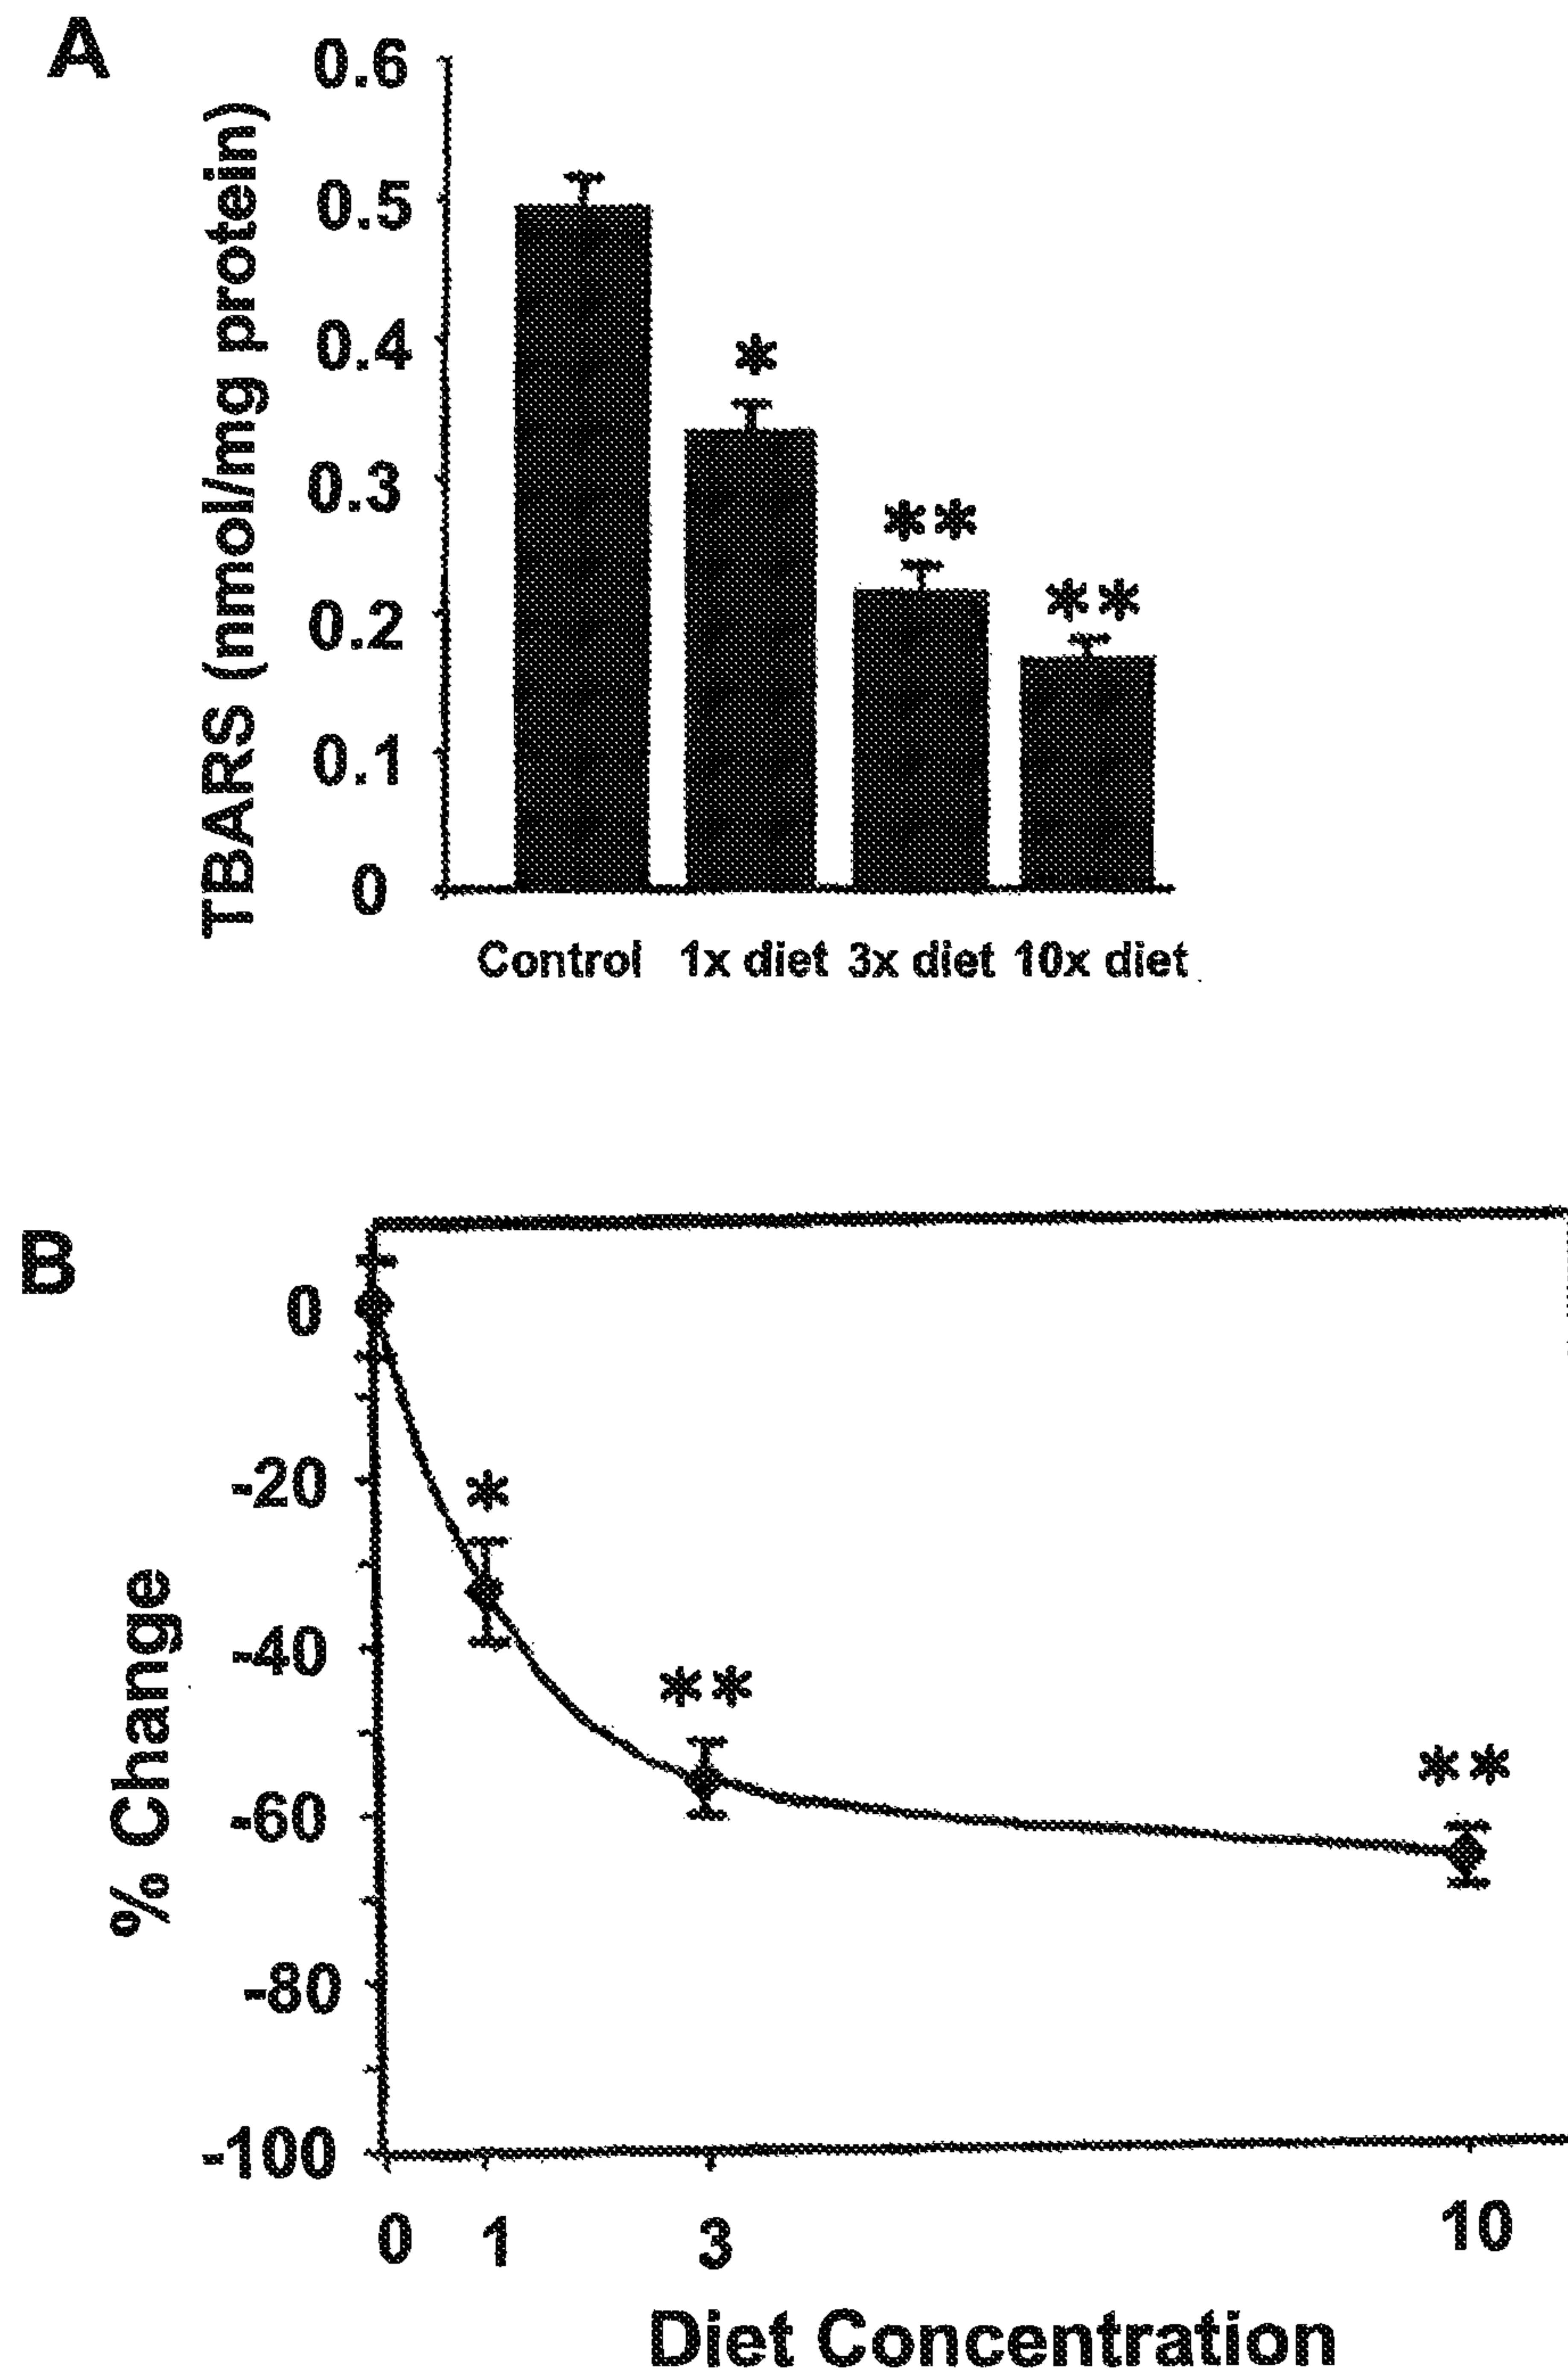 A
TBARS (nmol/mg protein)
0.6
0.5
0.4
0.3
0.2
0.1
0
*
**
**
Control 1x diet 3x diet 10x diet
B
% Change
0
-20
-40
-60
-80
-100
*
**
**
0 1 3 10
Diet Concentration